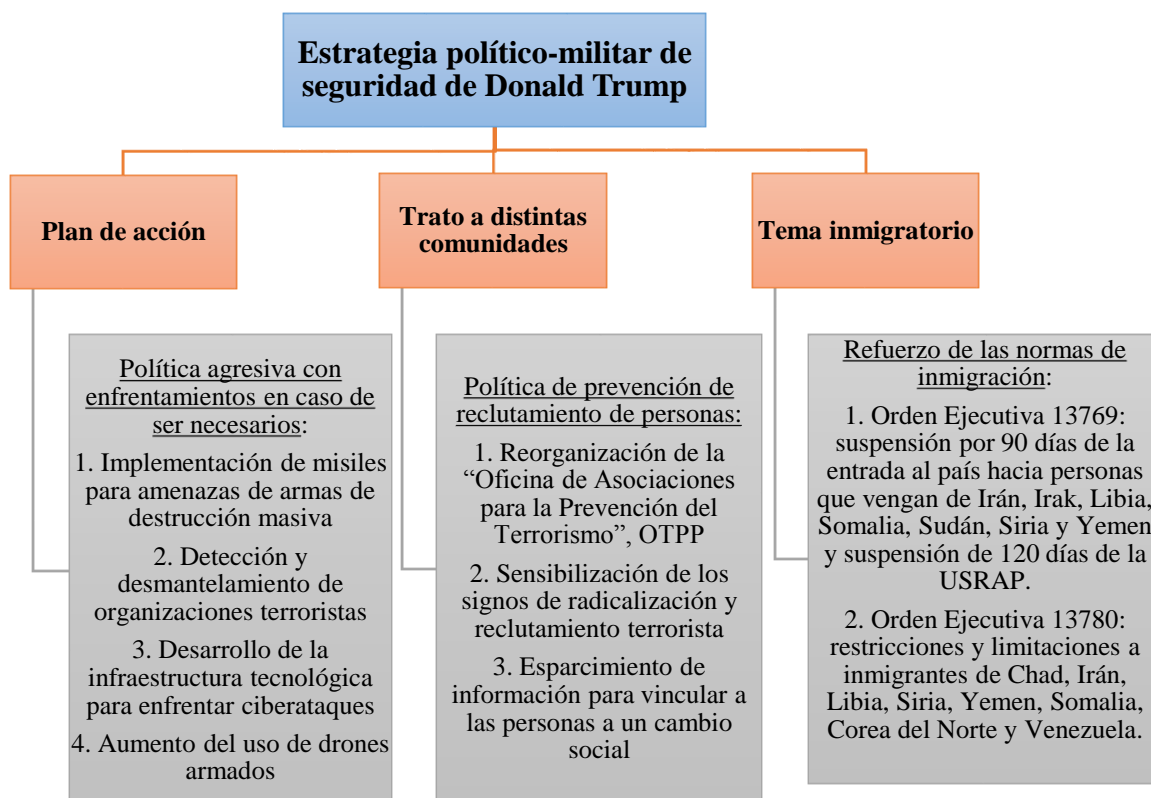 Estrategia político-militar de
seguridad de Donald Trump
Plan de acción
Trato a distintas
comunidades
Tema inmigratorio
Política agresiva con
enfrentamientos en caso de
ser necesarios:
1. Implementación de misiles
para amenazas de armas de
destrucción masiva
2. Detección y
desmantelamiento de
organizaciones terroristas
3. Desarrollo de la
infraestructura tecnológica
para enfrentar ciberataques
4. Aumento del uso de drones
armados
Política de prevención de
reclutamiento de personas:
1. Reorganización de la
“Oficina de Asociaciones
para la Prevención del
Terrorismo”, OTPP
2. Sensibilización de los
signos de radicalización y
reclutamiento terrorista
3. Esparcimiento de
información para vincular a
las personas a un cambio
social
Refuerzo de las normas de
inmigración:
1. Orden Ejecutiva 13769:
suspensión por 90 días de la
entrada al país hacia personas
que vengan de Irán, Irak, Libia,
Somalia, Sudán, Siria y Yemen
y suspensión de 120 días de la
USRAP.
2. Orden Ejecutiva 13780:
restricciones y limitaciones a
inmigrantes de Chad, Irán,
Libia, Siria, Yemen, Somalia,
Corea del Norte y Venezuela.